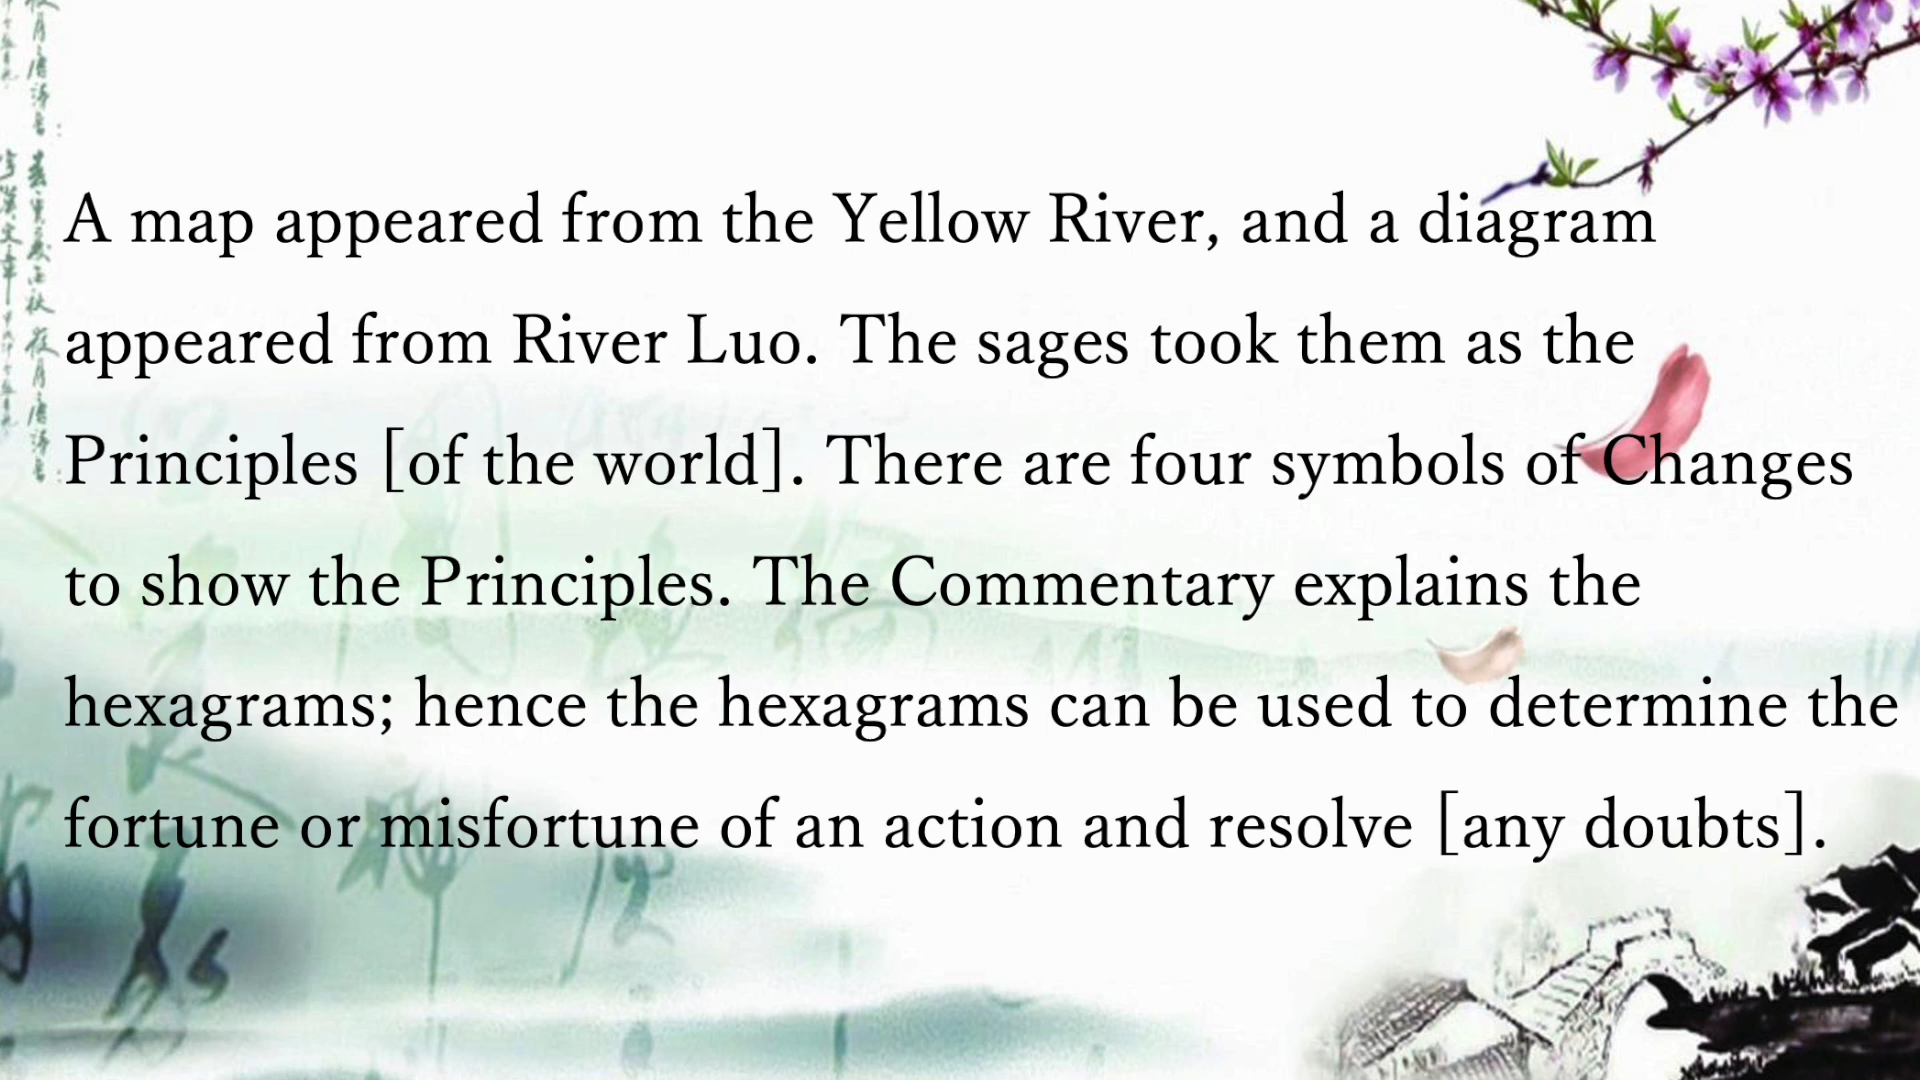 A map appeared from the Yellow River, and a diagram
appeared from River Luo. The sages took them as the
Principles [of the world]. There are four symbols of Changes
to show the Principles. The Commentary explains the
hexagrams; hence the hexagrams can be used to determine the
fortune or misfortune of an action and resolve [any doubts].